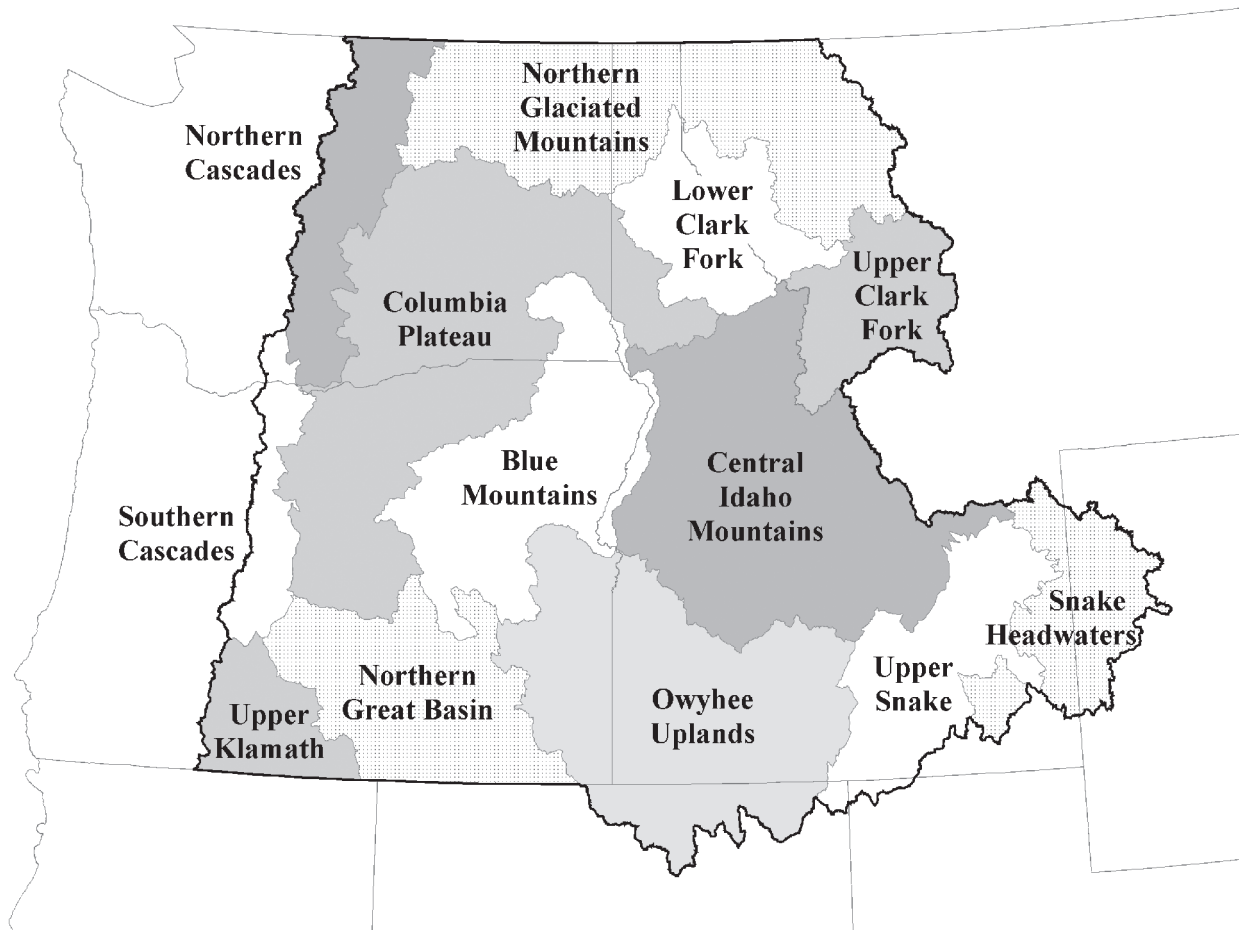 Northern
Glaciated
Mountains
Northern
Cascades
Lower
Clark
Fork
Upper
Clark
Fork
Columbia
Plateau
Blue
Mountains
Central
Idaho
Mountains
Southern
Cascades
Snake
Headwaters
Northern
Great Basin
Upper
Snake
Owyhee
Uplands
Upper
Klamath